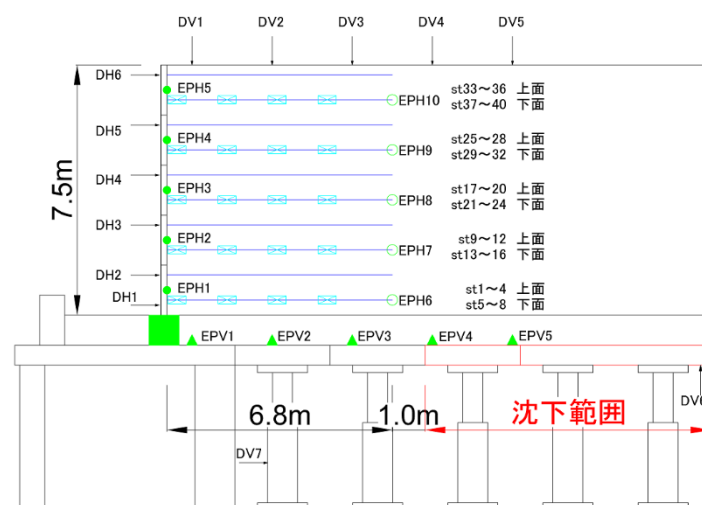 DV1 DV2 DV3 DV4 DV5
DH6
EPH5
st33～36 上面
EPH10
st37～40 下面
DH5
EPH4
st25～28 上面
EPH9
st29～32 下面
DH4
7.5m
EPH3
st17～20 上面
EPH8
st21～24 下面
DH3
EPH2
st9～12 上面
EPH7
st13～16 下面
DH2
EPH1
st1～4 上面
DH1
EPH6
st5～8 下面
EPV1 EPV2 EPV3 EPV4 EPV5
6.8m 1.0m 沈下範囲
DV6
DV7